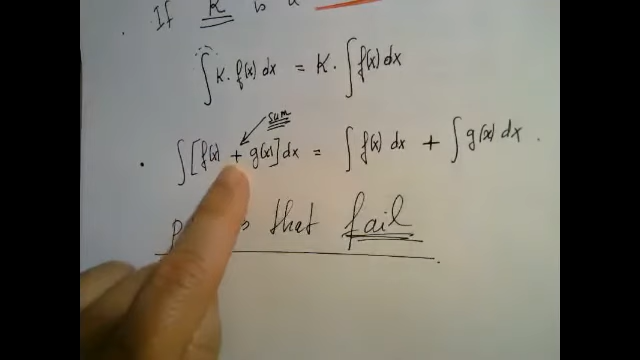 . If K is a
∫ K. f(x) dx = K. ∫ f(x) dx
sum
. ∫ [f(x) + g(x)] dx = ∫ f(x) dx + ∫ g(x) dx .
that fail